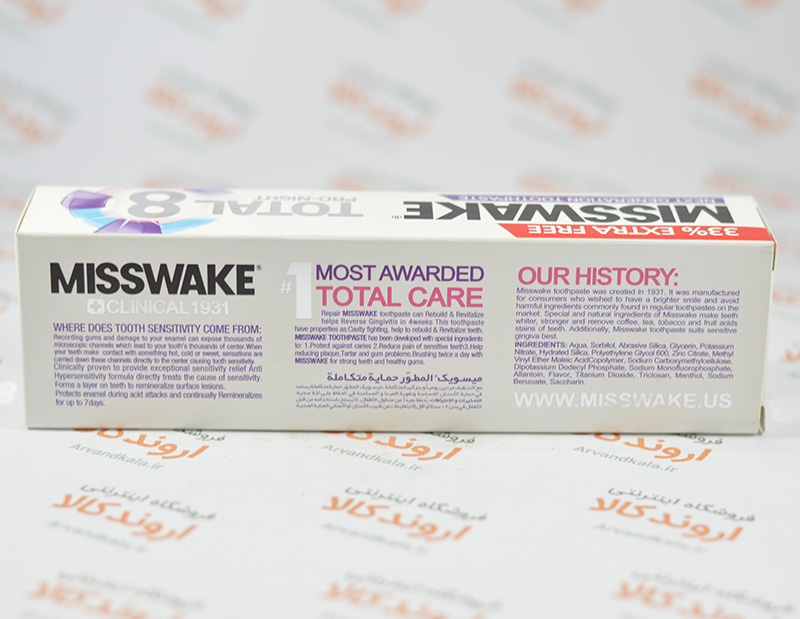 MISSWAKE®
NEXT GENERATION TOOTHPASTE
33% EXTRA FREE
TOTAL 8
PRO-NIGHT
MISSWAKE®
CLINICAL 1931
WHERE DOES TOOTH SENSITIVITY COME FROM:
Recording gums and damage to your enamel can expose thousands of
microscopic channels which lead to your tooth's thousands of center.When
your teeth make contact with something hot, cold or sweet, sensations are
carried down these channels directly to the center causing tooth sensitivity.
Clinically proven to provide exceptional sensitivity relief Anti
Hypersensitivity formula directly treats the cause of sensitivity.
Forms a layer on teeth to remineralize surface lesions.
Protects enamel during acid attacks and continually Remineralizes
for up to 7days.
#1 MOST AWARDED
TOTAL CARE
Repair MISSWAKE toothpaste can Rebuild & Revitalize
helps Reverse Gingivitis in 4weeks This toothpaste
have properties as:Cavity fighting, help to rebuild & Revitalize teeth.
MISSWAKE TOOTHPASTE has been developed with special ingredients
to: 1.Protect against caries 2.Reduce pain of sensitive teeth3.Help
reducing plaque,Tartar and gum problems.Brushing twice a day with
MISSWAKE for strong teeth and healthy gums.
ميسويك® المطوّر حماية متكاملة
OUR HISTORY:
Misswake toothpaste was created in 1931. It was manufactured
for consumers who wished to have a brighter smile and avoid
harmful ingredients commonly found in regular toothpastes on the
market. Special and natural ingredients of Misswake make teeth
whiter, stronger and remove coffee, tea, tobacco and fruit acids
stains of teeth. Additionally, Misswake toothpaste suits sensitive
gingiva best.
INGREDIENTS: Aqua, Sorbitol, Abrasive Silica, Glycerin, Potassium
Nitrate, Hydrated Silica, Polyethylene Glycol 600, Zinc Citrate, Methyl
Vinyl Ether Maleic AcidCopolymer, Sodium Carboxymethylcellulose,
Dipotassium Dodecyl Phosphate, Sodium Monofluorophosphate,
Allantoin, Flavor, Titanium Dioxide, Triclosan, Menthol, Sodium
Benzoate, Saccharin.
WWW.MISSWAKE.US
فروشگاه اینترنتی
اروند کالا
Arvandkala.ir
فروشگاه اینترنتی
اروند کالا
Arvandkala.ir
فروشگاه اینترنتی
اروند کالا
Arvandkala.ir